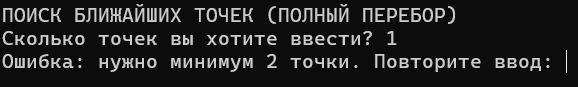 ПОИСК БЛИЖАЙШИХ ТОЧЕК (ПОЛНЫЙ ПЕРЕБОР)
Сколько точек вы хотите ввести? 1
Ошибка: нужно минимум 2 точки. Повторите ввод: